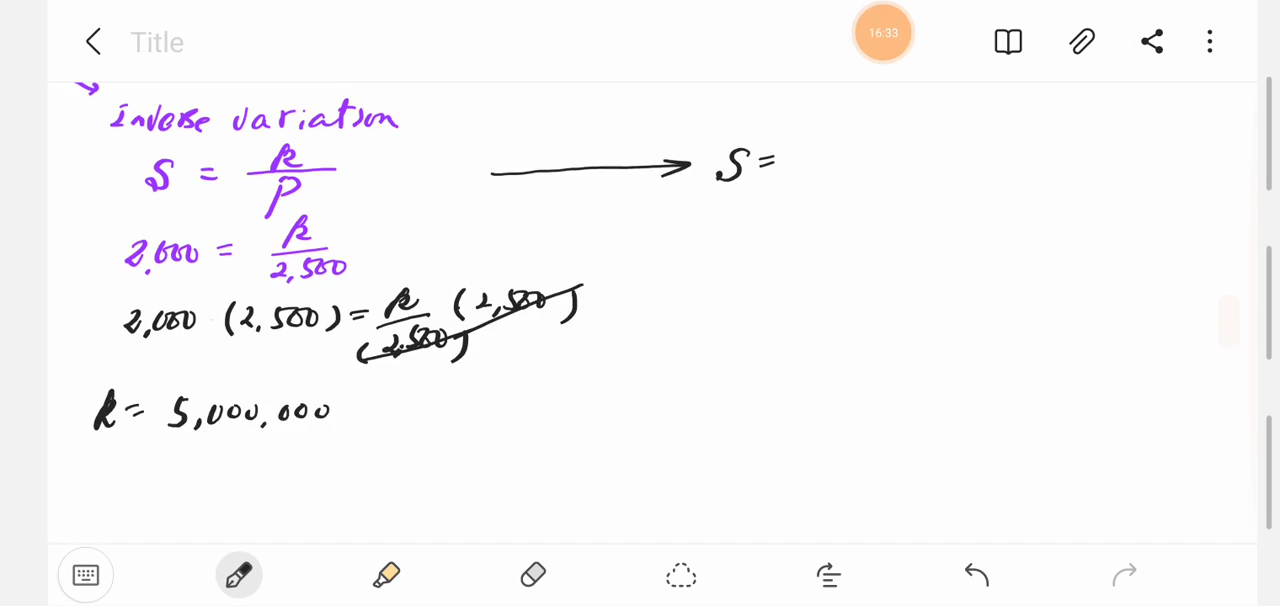 Title
16:33
Inverse variation
S = k/P → S =
2,000 = k/2,500
2,000 (2,500) = k/(2,500) (2,500)
k = 5,000,000